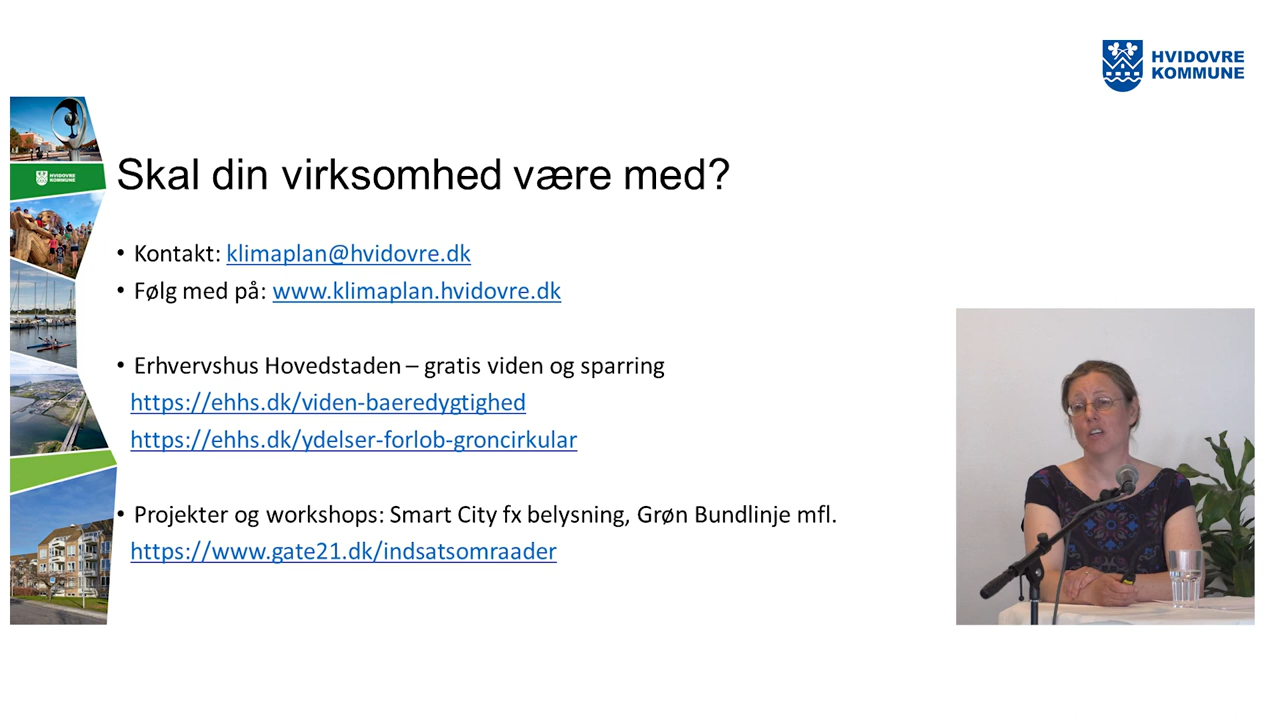 HVIDOVRE
KOMMUNE
HVIDOVRE
KOMMUNE
Skal din virksomhed være med?
• Kontakt: klimaplan@hvidovre.dk
• Følg med på: www.klimaplan.hvidovre.dk
• Erhvervshus Hovedstaden – gratis viden og sparring
https://ehhs.dk/viden-baeredygtighed
https://ehhs.dk/ydelser-forlob-groncirkular
• Projekter og workshops: Smart City fx belysning, Grøn Bundlinje mfl.
https://www.gate21.dk/indsatsomraader